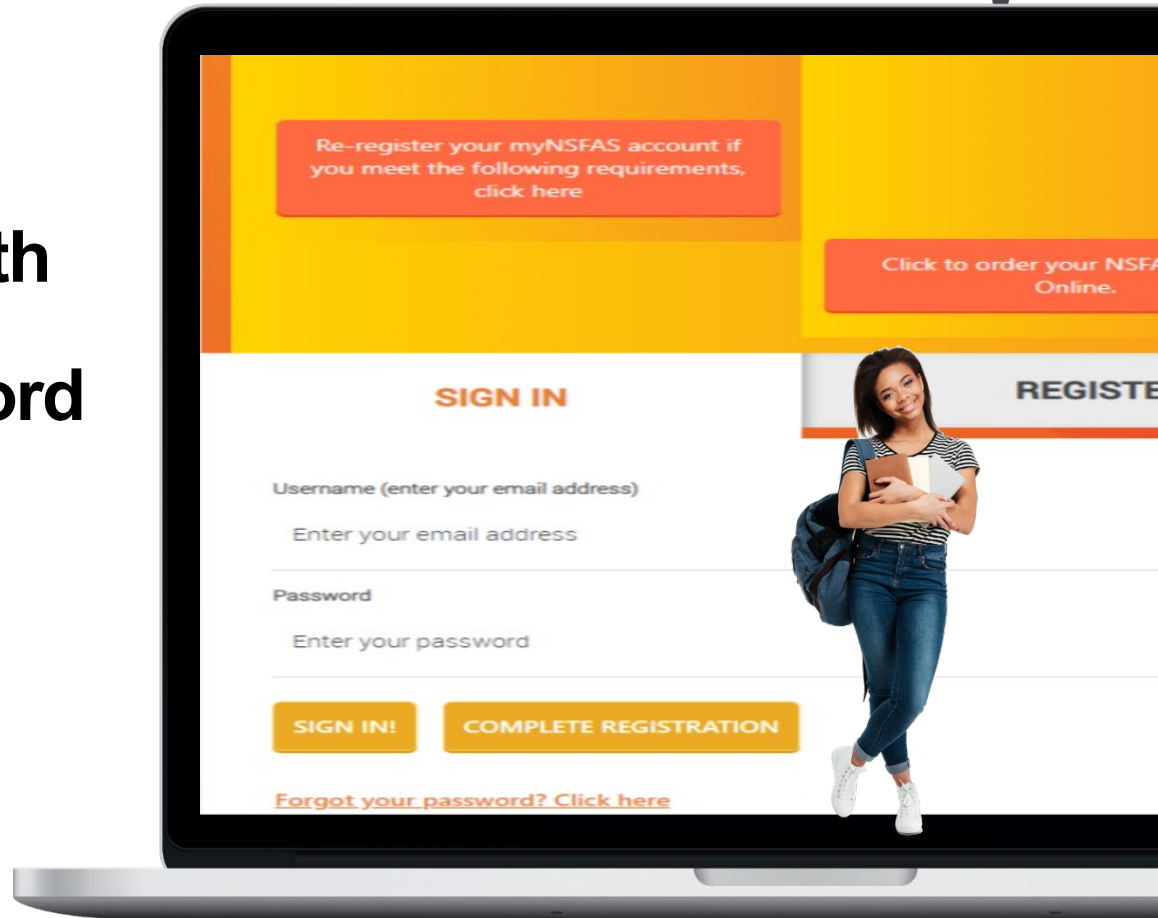 th
ord
Re-register your myNSFAS account if
you meet the following requirements,
click here
Click to order your NSFA
Online.
SIGN IN
REGISTE
Username (enter your email address)
Enter your email address
Password
Enter your password
SIGN IN!
COMPLETE REGISTRATION
Forgot your password? Click here